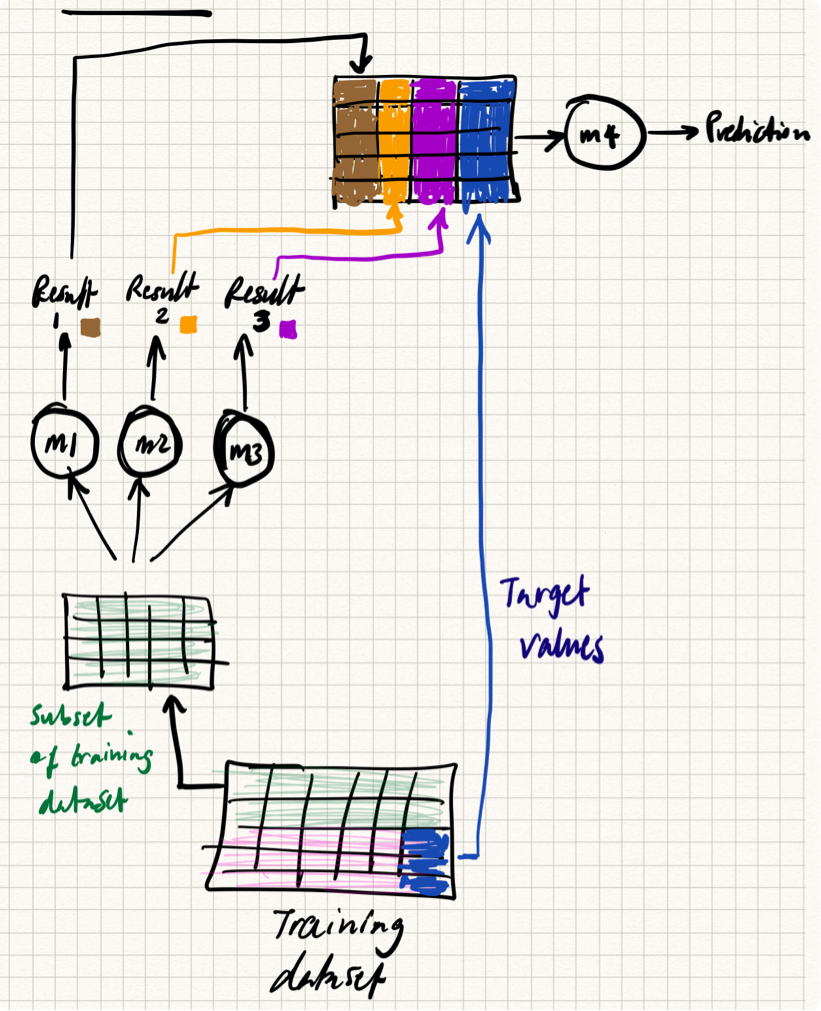 m4
Prediction
Result
1
Result
2
Result
3
m1
m2
m3
Target
values
Subset
of training
dataset
Training
dataset